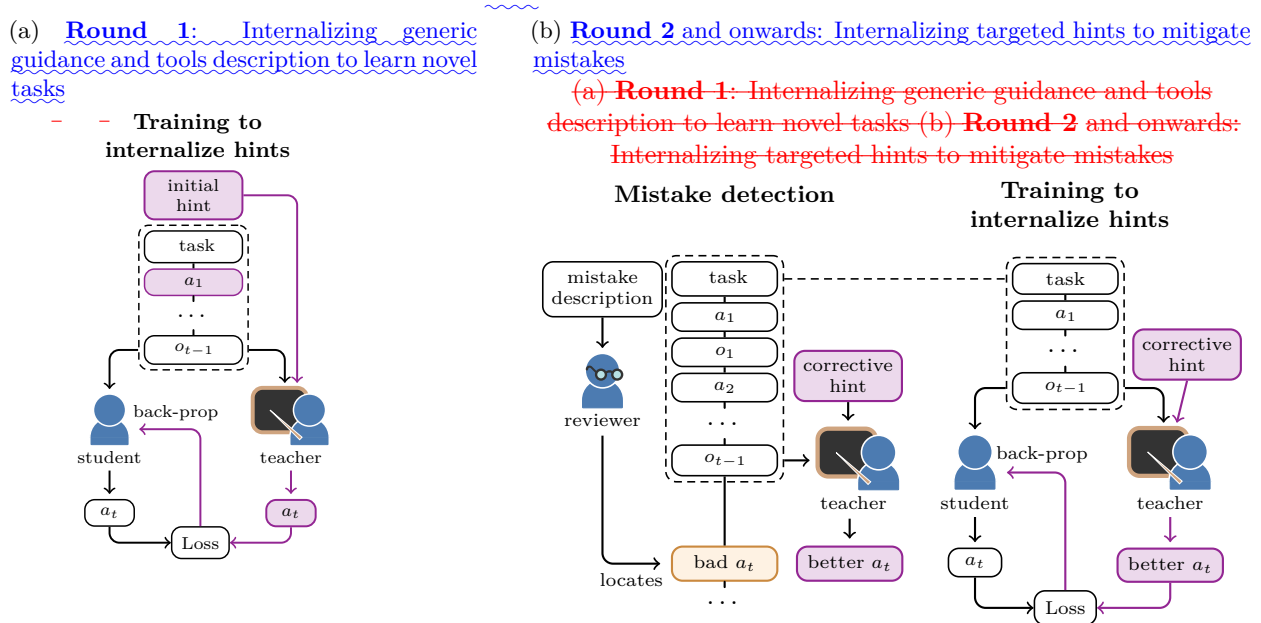 (a) Round 1: Internalizing generic
guidance and tools description to learn novel
tasks
(b) Round 2 and onwards: Internalizing targeted hints to mitigate
mistakes
(a) Round 1: Internalizing generic guidance and tools
description to learn novel tasks (b) Round 2 and onwards:
Internalizing targeted hints to mitigate mistakes
Training to
internalize hints
initial
hint
task
a₁
...
oₜ₋₁
back-prop
student
teacher
aₜ
aₜ
Loss
Mistake detection
mistake
description
task
a₁
o₁
a₂
...
oₜ₋₁
reviewer
corrective
hint
teacher
locates
bad aₜ
better aₜ
...
Training to
internalize hints
task
a₁
...
oₜ₋₁
corrective
hint
back-prop
student
teacher
aₜ
better aₜ
Loss